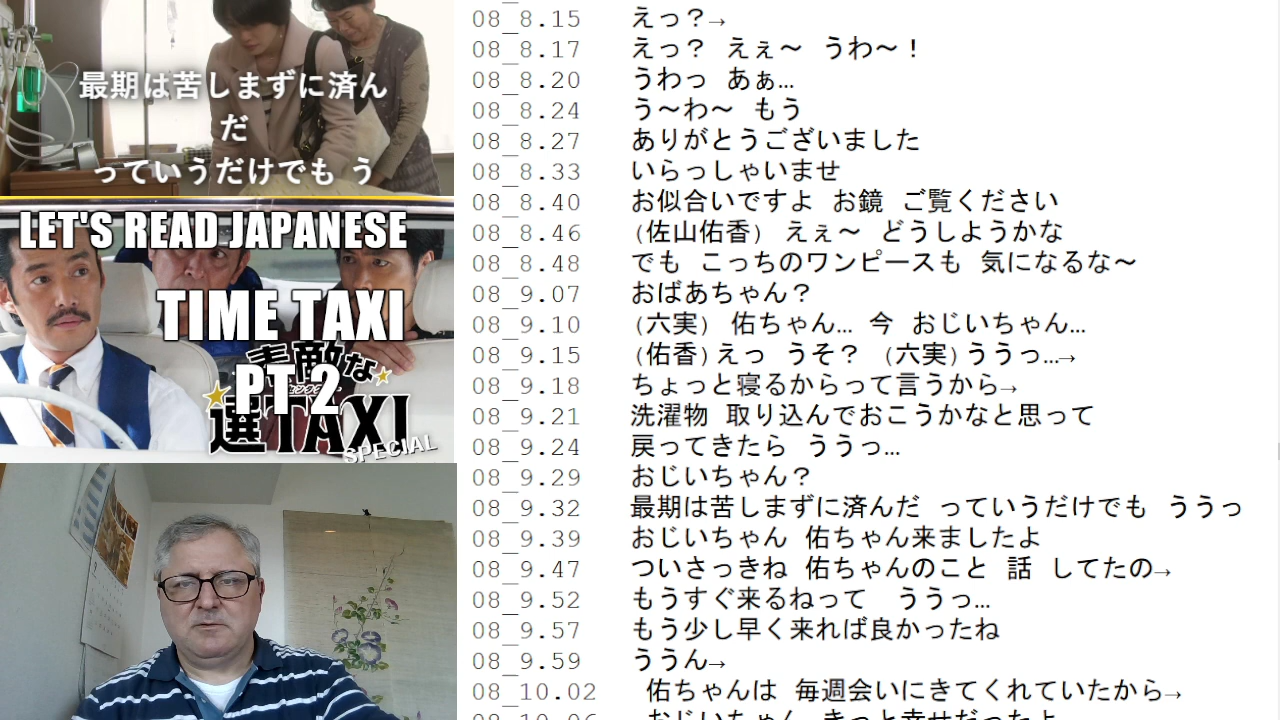 最期は苦しまずに済ん
だ
っていうだけでも う
LET'S READ JAPANESE
TIME TAXI
PT 2
素敵な
選TAXI
SPECIAL
08_8.15 えっ？→
08_8.17 えっ？ えぇ～ うわ～！
08_8.20 うわっ あぁ…
08_8.24 う～わ～ もう
08_8.27 ありがとうございました
08_8.33 いらっしゃいませ
08_8.40 お似合いですよ お鏡 ご覧ください
08_8.46 (佐山佑香) えぇ～ どうしようかな
08_8.48 でも こっちのワンピースも 気になるな～
08_9.07 おばあちゃん？
08_9.10 (六実) 佑ちゃん… 今 おじいちゃん…
08_9.15 (佑香)えっ うそ？ (六実)ううっ…→
08_9.18 ちょっと寝るからって言うから→
08_9.21 洗濯物 取り込んでおこうかなと思って
08_9.24 戻ってきたら ううっ…
08_9.29 おじいちゃん？
08_9.32 最期は苦しまずに済んだ っていうだけでも ううっ
08_9.39 おじいちゃん 佑ちゃん来ましたよ
08_9.47 ついさっきね 佑ちゃんのこと 話 してたの→
08_9.52 もうすぐ来るねって ううっ…
08_9.57 もう少し早く来れば良かったね
08_9.59 ううん→
08_10.02 佑ちゃんは 毎週会いにきてくれていたから→
08_10.06 おじいちゃん きっと幸せだったよ